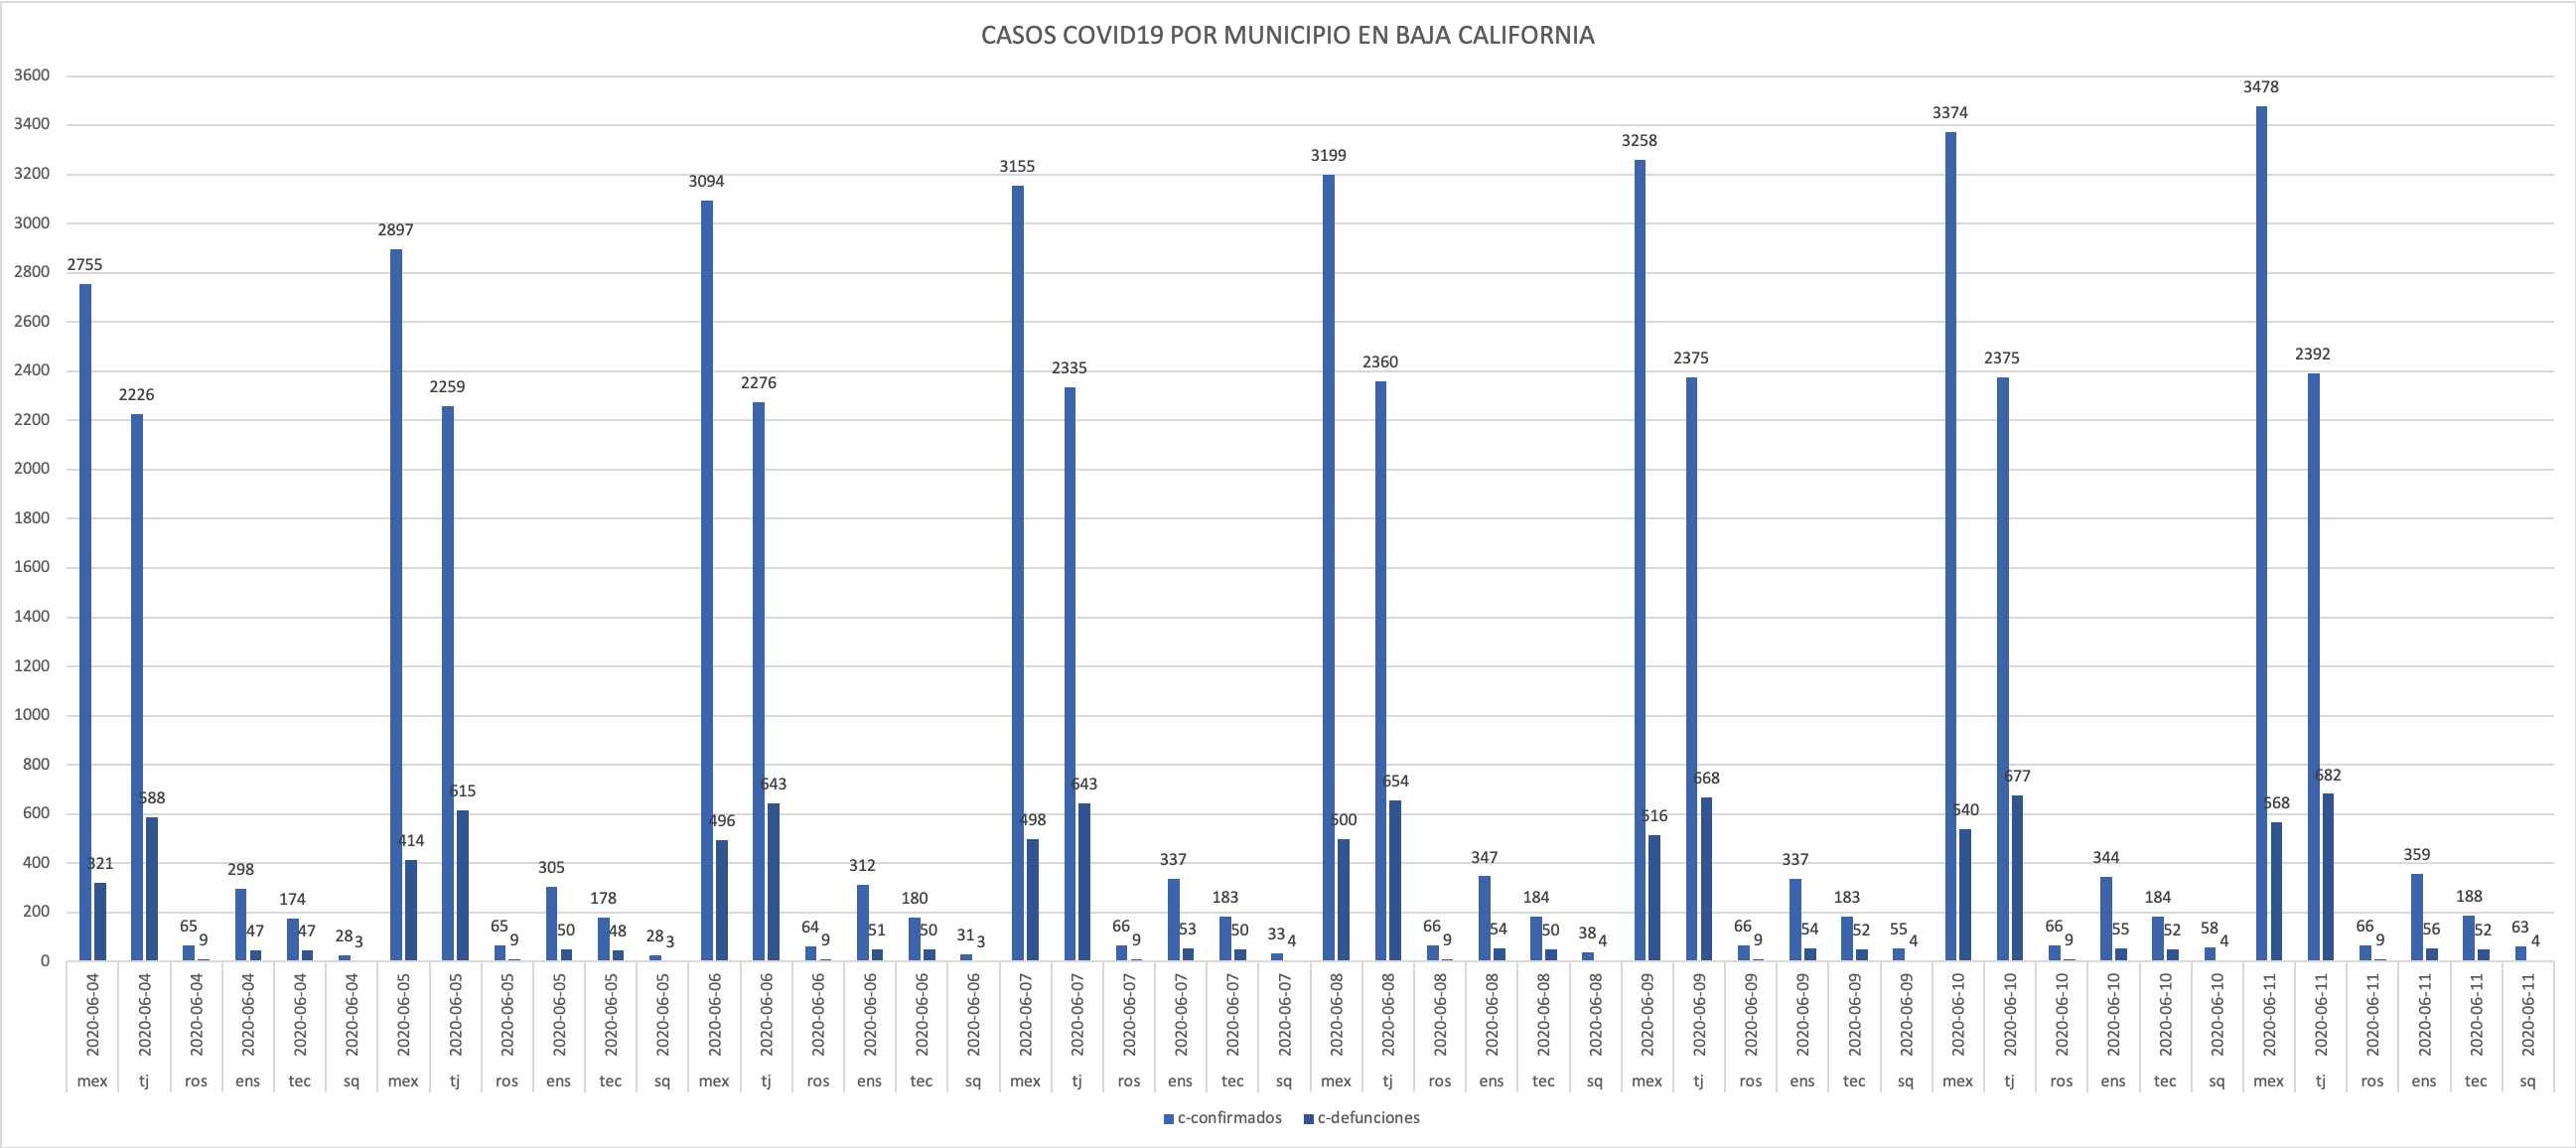 CASOS COVID19 POR MUNICIPIO EN BAJA CALIFORNIA
3600
3400
3200
3000
2800
2600
2400
2200
2000
1800
1600
1400
1200
1000
800
600
400
200
0
2755 321 2226 588 65 9 298 47 174 47 28 3
2897 414 2259 615 65 9 305 50 178 48 28 3
3094 496 2276 643 64 9 312 51 180 50 31 3
3155 498 2335 643 66 9 337 53 183 50 33 4
3199 500 2360 654 66 9 347 54 184 50 38 4
3258 516 2375 668 66 9 337 54 183 52 55 4
3374 540 2375 677 66 9 344 55 184 52 58 4
3478 568 2392 682 66 9 359 56 188 52 63 4
2020-06-04 2020-06-04 2020-06-04 2020-06-04 2020-06-04 2020-06-04 2020-06-05 2020-06-05 2020-06-05 2020-06-05 2020-06-05 2020-06-05 2020-06-06 2020-06-06 2020-06-06 2020-06-06 2020-06-06 2020-06-06 2020-06-07 2020-06-07 2020-06-07 2020-06-07 2020-06-07 2020-06-07 2020-06-08 2020-06-08 2020-06-08 2020-06-08 2020-06-08 2020-06-08 2020-06-09 2020-06-09 2020-06-09 2020-06-09 2020-06-09 2020-06-09 2020-06-10 2020-06-10 2020-06-10 2020-06-10 2020-06-10 2020-06-10 2020-06-11 2020-06-11 2020-06-11 2020-06-11 2020-06-11 2020-06-11
mex tj ros ens tec sq mex tj ros ens tec sq mex tj ros ens tec sq mex tj ros ens tec sq mex tj ros ens tec sq mex tj ros ens tec sq mex tj ros ens tec sq mex tj ros ens tec sq
c-confirmados c-defunciones